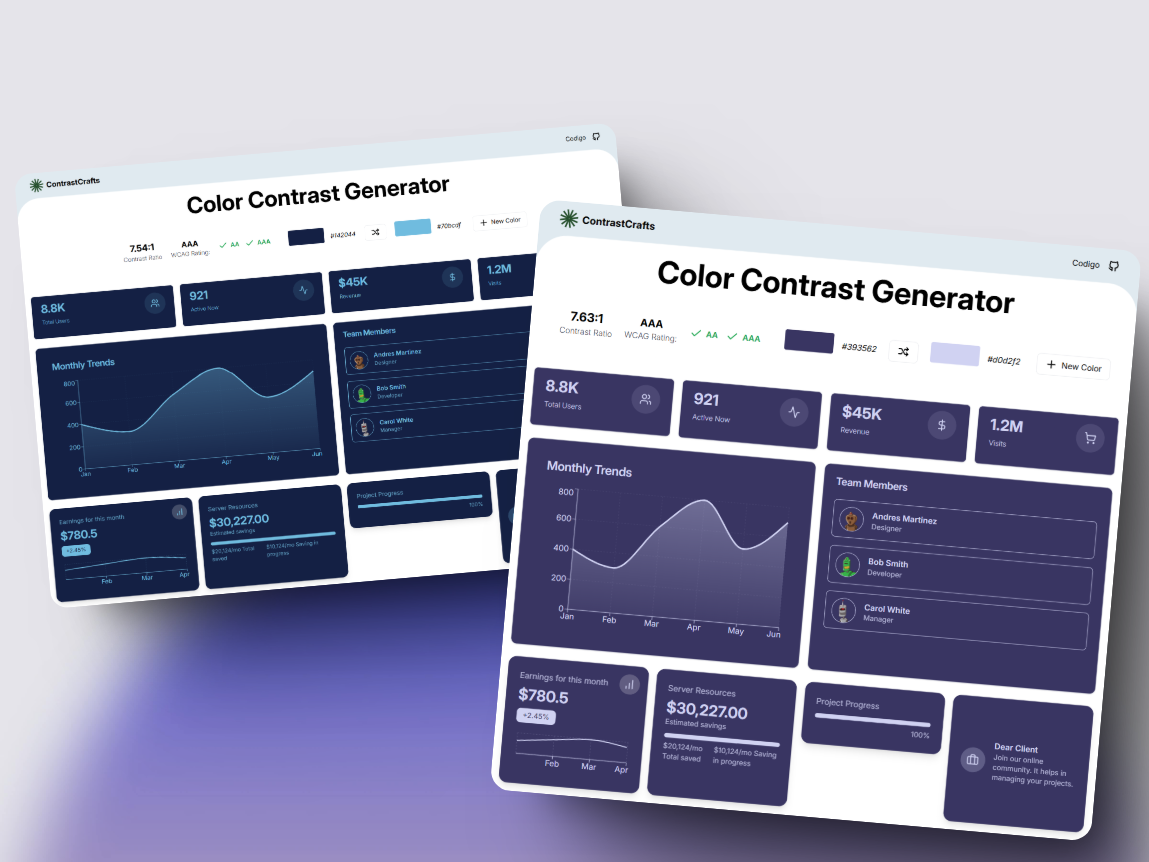 ContrastCrafts
Codigo
Color Contrast Generator
7.54:1
Contrast Ratio
AAA
WCAG Rating:
AA
AAA
#142044
#70bcdf
New Color
8.8K
Total Users
921
Active Now
$45K
Revenue
1.2M
Visits
Monthly Trends
800
600
400
200
0
Jan
Feb
Mar
Apr
May
Jun
Team Members
Andres Martinez
Designer
Bob Smith
Developer
Carol White
Manager
Earnings for this month
$780.5
+2.45%
Feb
Mar
Apr
Server Resources
$30,227.00
Estimated savings
$20,124/mo Total
saved
$10,124/mo Saving in
progress
Project Progress
100%
ContrastCrafts
Codigo
Color Contrast Generator
7.63:1
Contrast Ratio
AAA
WCAG Rating:
AA
AAA
#393562
#d0d2f2
New Color
8.8K
Total Users
921
Active Now
$45K
Revenue
1.2M
Visits
Monthly Trends
800
600
400
200
0
Jan
Feb
Mar
Apr
May
Jun
Team Members
Andres Martinez
Designer
Bob Smith
Developer
Carol White
Manager
Earnings for this month
$780.5
+2.45%
Feb
Mar
Apr
Server Resources
$30,227.00
Estimated savings
$20,124/mo
Total saved
$10,124/mo Saving
in progress
Project Progress
100%
Dear Client
Join our online
community. It helps in
managing your projects.